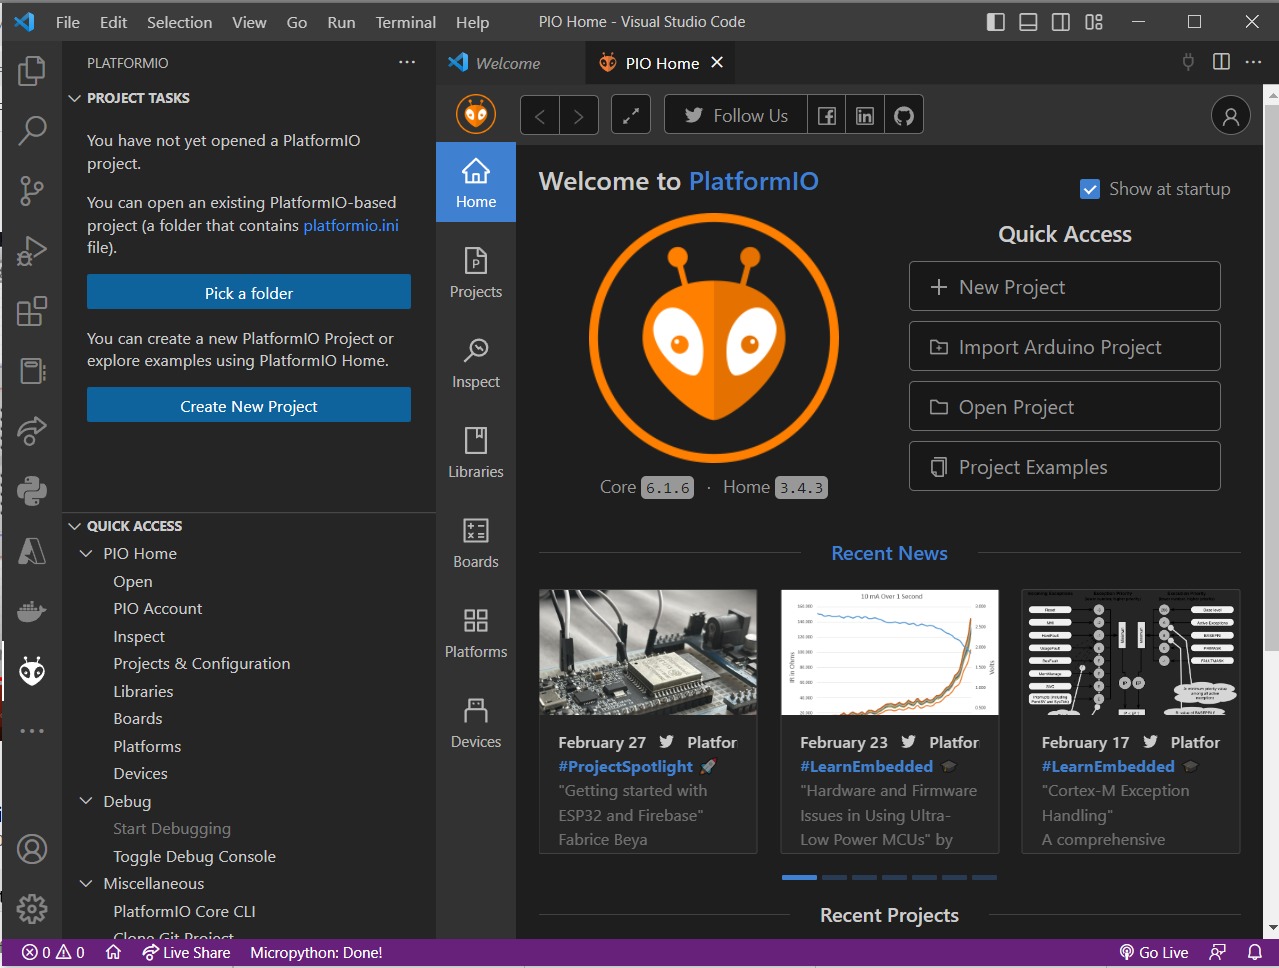 File Edit Selection View Go Run Terminal Help PIO Home - Visual Studio Code
PLATFORMIO
PROJECT TASKS
You have not yet opened a PlatformIO
project.
You can open an existing PlatformIO-based
project (a folder that contains platformio.ini
file).
Pick a folder
You can create a new PlatformIO Project or
explore examples using PlatformIO Home.
Create New Project
QUICK ACCESS
PIO Home
Open
PIO Account
Inspect
Projects & Configuration
Libraries
Boards
Platforms
Devices
Debug
Start Debugging
Toggle Debug Console
Miscellaneous
PlatformIO Core CLI
Clone Git Project
Welcome
PIO Home
Follow Us
Home
Projects
Inspect
Libraries
Boards
Platforms
Devices
Welcome to PlatformIO
Show at startup
Core 6.1.6 · Home 3.4.3
Quick Access
New Project
Import Arduino Project
Open Project
Project Examples
Recent News
February 27 Platfor
#ProjectSpotlight
"Getting started with
ESP32 and Firebase"
Fabrice Beya
10 mA Over 1 Second
February 23 Platfor
#LearnEmbedded
"Hardware and Firmware
Issues in Using Ultra-
Low Power MCUs" by
February 17 Platfor
#LearnEmbedded
"Cortex-M Exception
Handling"
A comprehensive
Recent Projects
0 0 Live Share Micropython: Done! Go Live